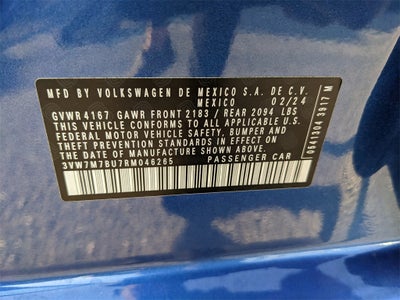 MFD BY VOLKSWAGEN DE MEXICO S.A. DE C.V.
MEXICO 02/24
GVWR 4167 GAWR FRONT 2183 / REAR 2094 LBS
THIS VEHICLE CONFORMS TO ALL APPLICABLE U.S.
FEDERAL MOTOR VEHICLE SAFETY, BUMPER, AND
THEFT PREVENTION STANDARDS IN EFFECT ON THE
DATE OF MANUFACTURE SHOWN ABOVE
3VW7M7BU7RM046265 PASSENGER CAR
0641304 3917 M